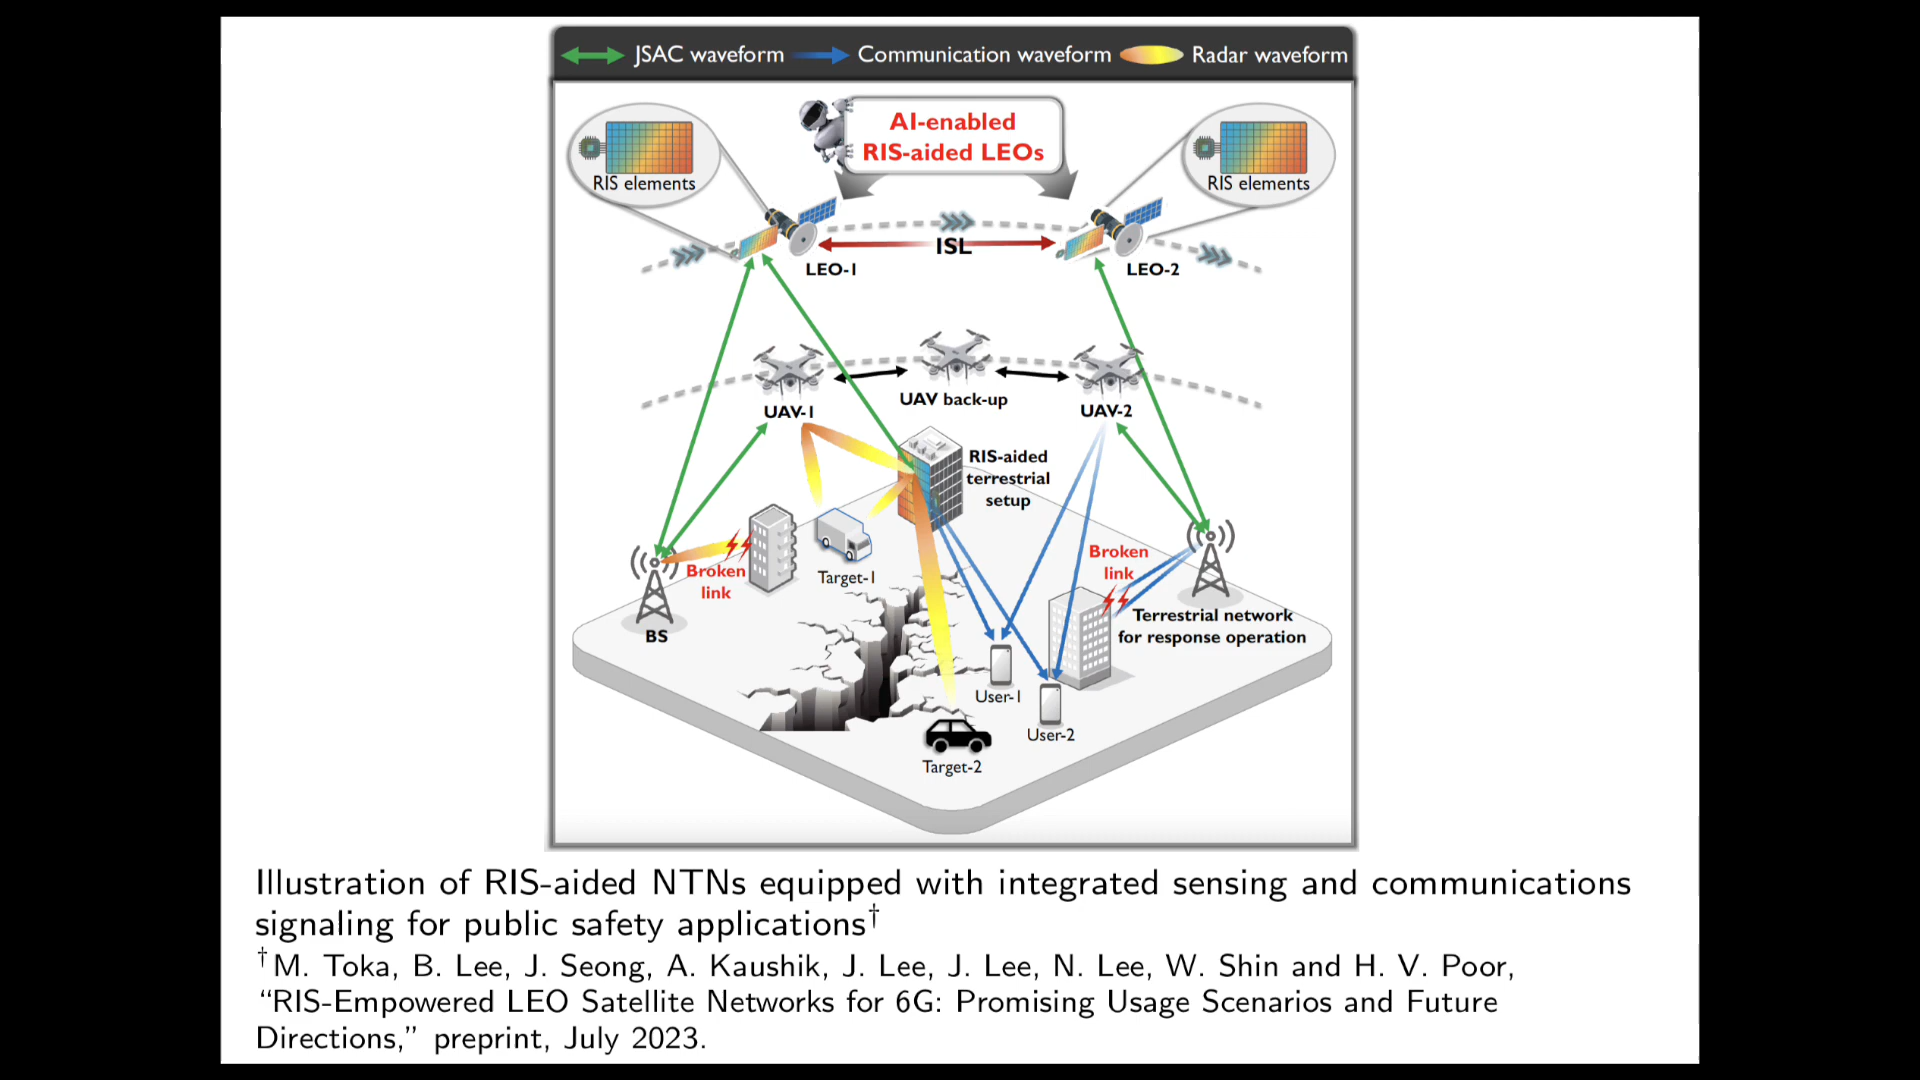 JSAC waveform Communication waveform Radar waveform
AI-enabled
RIS-aided LEOs
RIS elements
RIS elements
ISL
LEO-1
LEO-2
UAV-1
UAV back-up
UAV-2
RIS-aided
terrestrial
setup
Broken
link
Target-1
Broken
link
BS
Terrestrial network
for response operation
User-1
User-2
Target-2
Illustration of RIS-aided NTNs equipped with integrated sensing and communications
signaling for public safety applications†
†M. Toka, B. Lee, J. Seong, A. Kaushik, J. Lee, J. Lee, N. Lee, W. Shin and H. V. Poor,
“RIS-Empowered LEO Satellite Networks for 6G: Promising Usage Scenarios and Future
Directions,” preprint, July 2023.